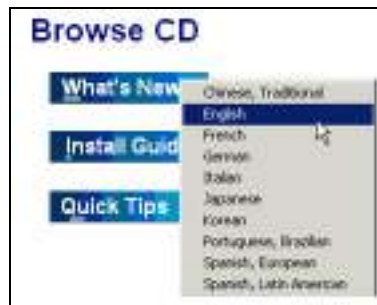 Browse CD
What's New
Install Guid
Quick Tips
Chinese, Traditional
English
French
German
Italian
Japanese
Korean
Portuguese, Brazilian
Spanish, European
Spanish, Latin American